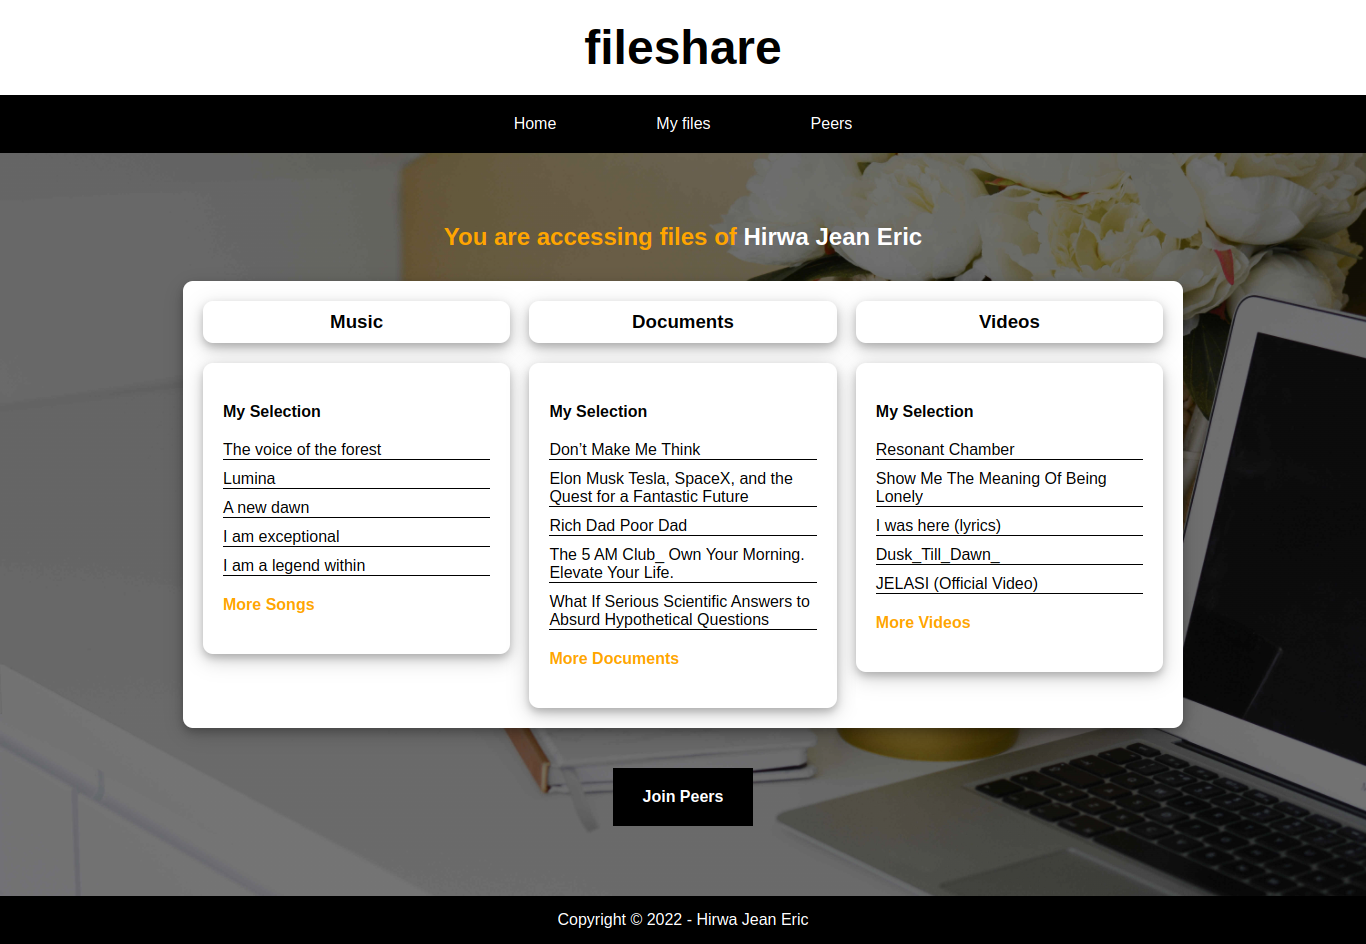 fileshare
Home
My files
Peers
You are accessing files of Hirwa Jean Eric
Music
My Selection
The voice of the forest
Lumina
A new dawn
I am exceptional
I am a legend within
More Songs
Documents
My Selection
Don’t Make Me Think
Elon Musk Tesla, SpaceX, and the
Quest for a Fantastic Future
Rich Dad Poor Dad
The 5 AM Club_ Own Your Morning.
Elevate Your Life.
What If Serious Scientific Answers to
Absurd Hypothetical Questions
More Documents
Videos
My Selection
Resonant Chamber
Show Me The Meaning Of Being
Lonely
I was here (lyrics)
Dusk_Till_Dawn_
JELASI (Official Video)
More Videos
Join Peers
Copyright © 2022 - Hirwa Jean Eric